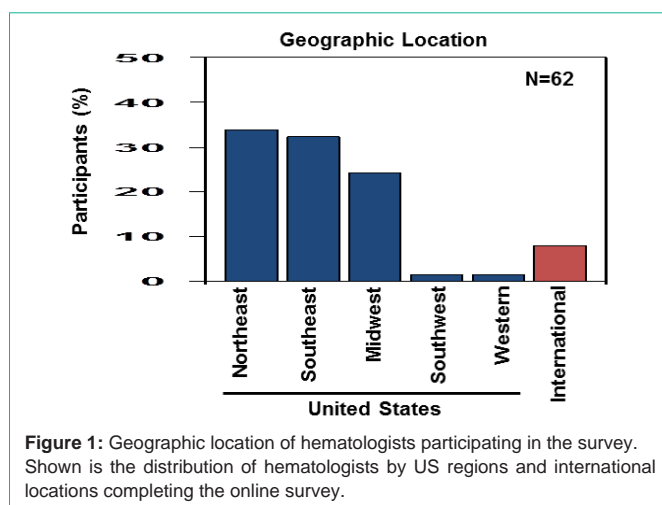 Geographic Location
N=62
Participants (%)
50
40
30
20
10
0
Northeast
Southeast
Midwest
Southwest
Western
International
United States
Figure 1: Geographic location of hematologists participating in the survey.
Shown is the distribution of hematologists by US regions and international
locations completing the online survey.